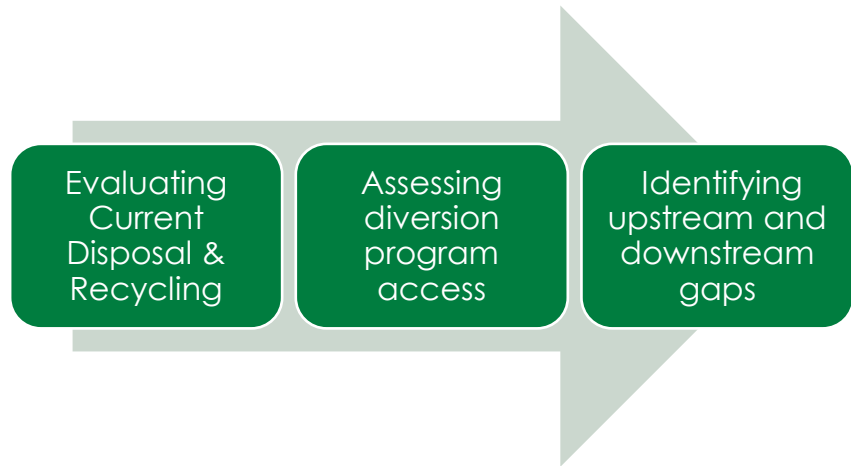 Evaluating
Current
Disposal &
Recycling
Assessing
diversion
program
access
Identifying
upstream and
downstream
gaps